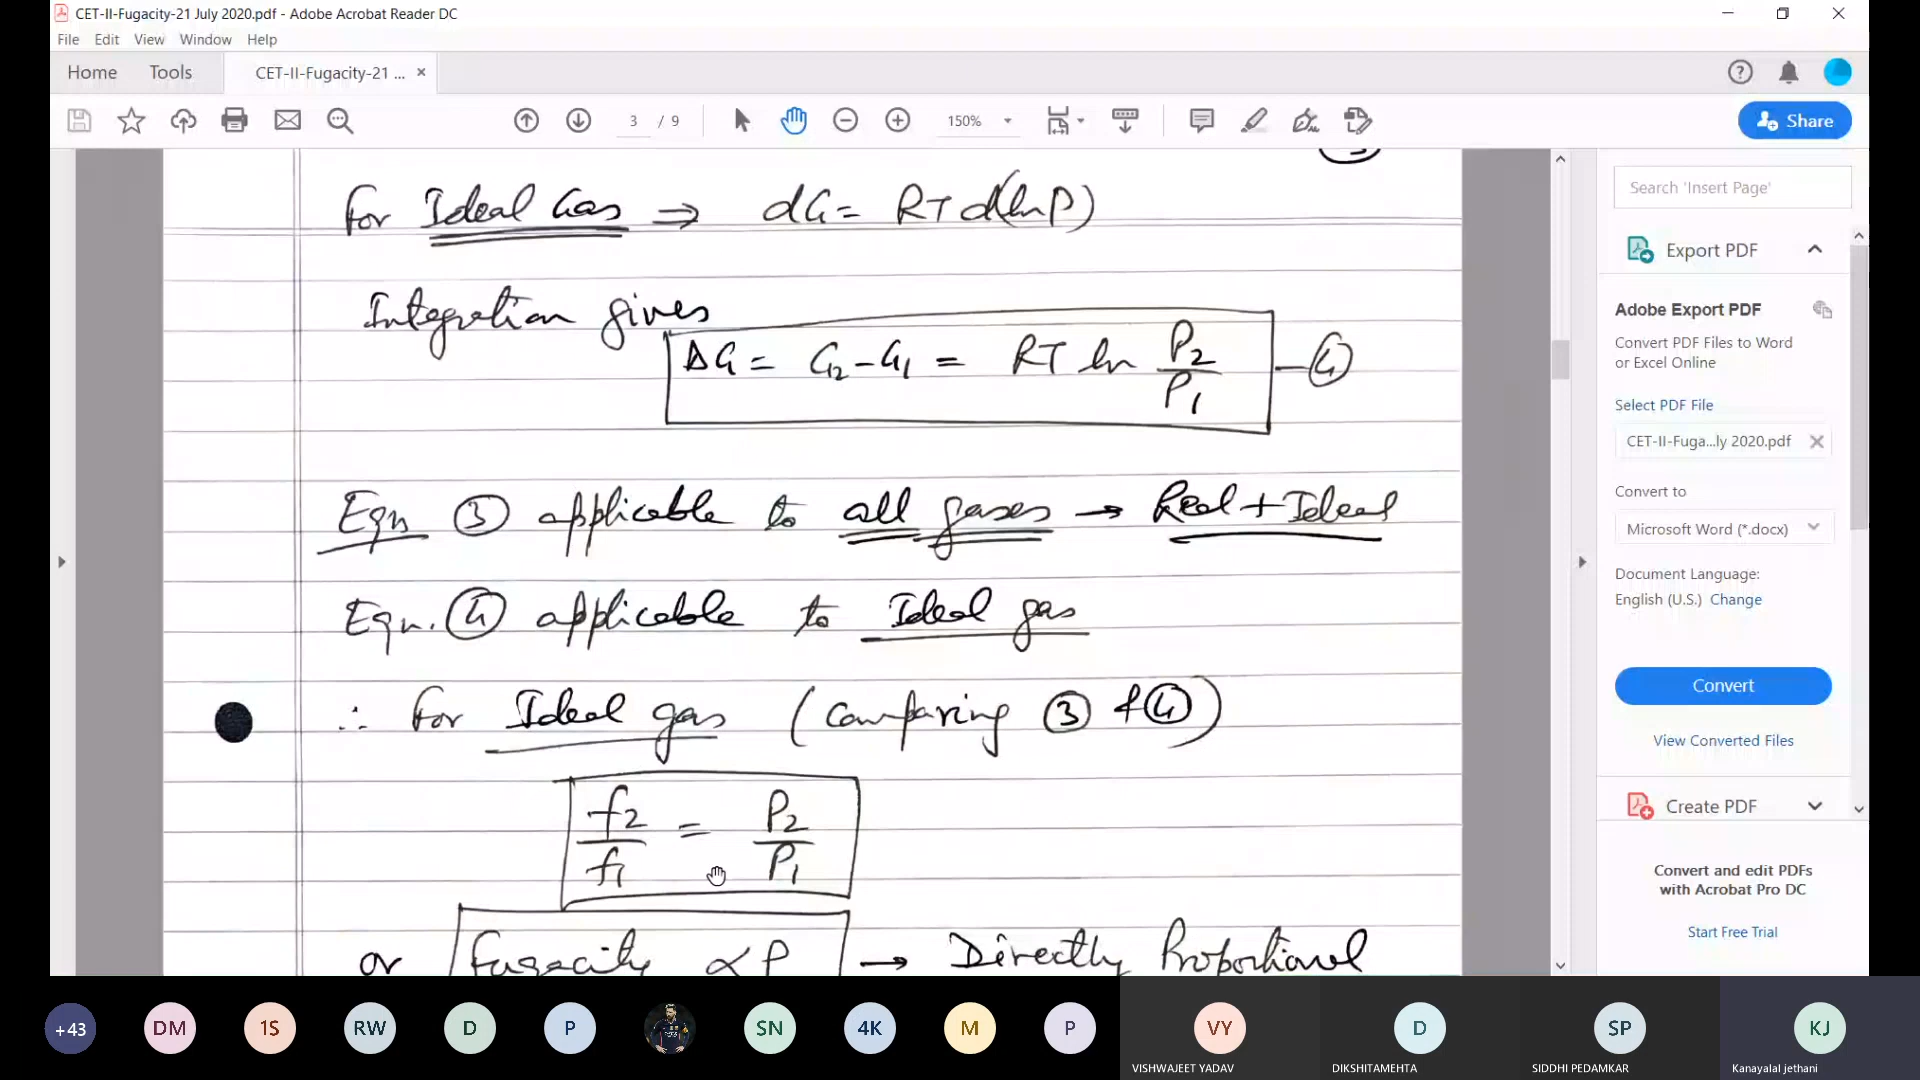 CET-II-Fugacity-21 July 2020.pdf - Adobe Acrobat Reader DC
File Edit View Window Help
Home Tools CET-II-Fugacity-21 ... ×
3 / 9 150% Share
For Ideal Gas ⇒ dG = RT d(ln P)
Integration gives
ΔG = G2 - G1 = RT ln P2/P1 — ④
Eqn ③ applicable to all gases → Real + Ideal
Eqn. ④ applicable to Ideal gas
∴ For Ideal gas (Comparing ③ & ④)
f2/f1 = P2/P1
or Fugacity ∝ P → Directly Proportional
Search 'Insert Page'
Export PDF
Adobe Export PDF
Convert PDF Files to Word
or Excel Online
Select PDF File
CET-II-Fuga...ly 2020.pdf ×
Convert to
Microsoft Word (*.docx)
Document Language:
English (U.S.) Change
Convert
View Converted Files
Create PDF
Convert and edit PDFs
with Acrobat Pro DC
Start Free Trial
+43 DM 1S RW D P SN 4K M P VY D SP KJ
VISHWAJEET YADAV DIKSHITAMEHTA SIDDHI PEDAMKAR Kanayalal jethani